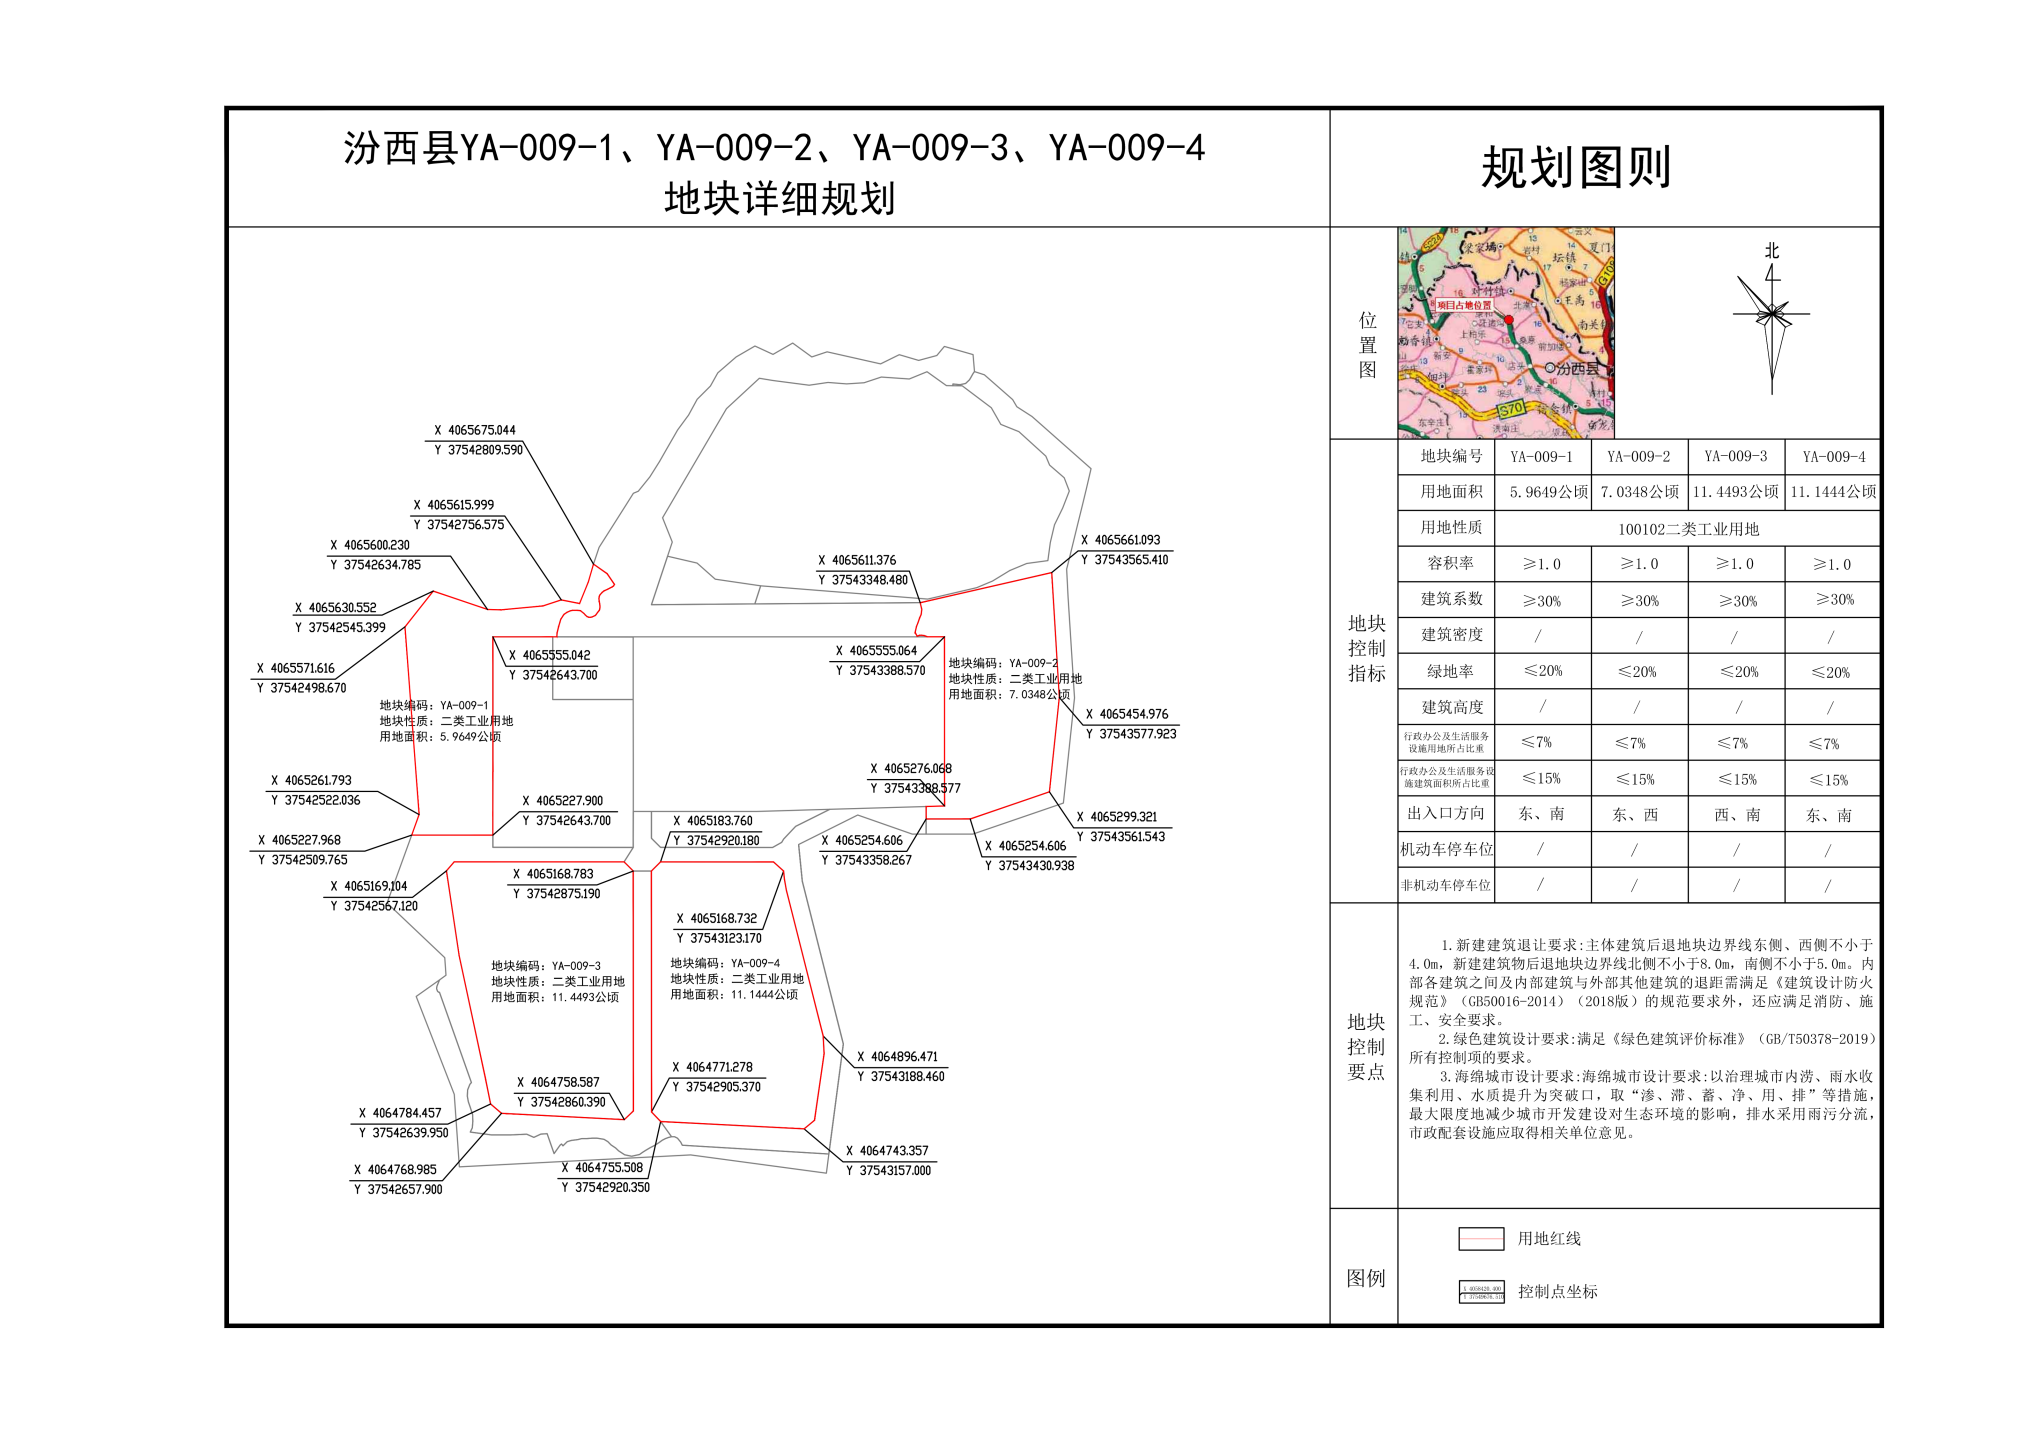 汾西县YA-009-1、YA-009-2、YA-009-3、YA-009-4
地块详细规划
规划图则
X 4065675.044
Y 37542809.590
X 4065615.999
Y 37542756.575
X 4065600.230
Y 37542634.785
X 4065630.552
Y 37542545.399
X 4065571.616
Y 37542498.670
X 4065555.042
Y 37542643.700
地块编码：YA-009-1
地块性质：二类工业用地
用地面积：5.9649公顷
X 4065261.793
Y 37542522.036
X 4065227.900
Y 37542643.700
X 4065227.968
Y 37542509.765
X 4065611.376
Y 37543348.480
X 4065661.093
Y 37543565.410
X 4065555.064
Y 37543388.570
地块编码：YA-009-2
地块性质：二类工业用地
用地面积：7.0348公顷
X 4065454.976
Y 37543577.923
X 4065276.068
Y 37543388.577
X 4065299.321
Y 37543561.543
X 4065254.606
Y 37543358.267
X 4065254.606
Y 37543430.938
X 4065183.760
Y 37542920.180
X 4065169.104
Y 37542567.120
X 4065168.783
Y 37542875.190
X 4065168.732
Y 37543123.170
地块编码：YA-009-3
地块性质：二类工业用地
用地面积：11.4493公顷
地块编码：YA-009-4
地块性质：二类工业用地
用地面积：11.1444公顷
X 4064896.471
Y 37543188.460
X 4064771.278
Y 37542905.370
X 4064758.587
Y 37542860.390
X 4064784.457
Y 37542639.950
X 4064768.985
Y 37542657.900
X 4064755.508
Y 37542920.350
X 4064743.357
Y 37543157.000
位置图
项目占地位置
汾西县
S70
北
地块控制指标
地块编号 YA-009-1 YA-009-2 YA-009-3 YA-009-4
用地面积 5.9649公顷 7.0348公顷 11.4493公顷 11.1444公顷
用地性质 100102二类工业用地
容积率 ≥1.0 ≥1.0 ≥1.0 ≥1.0
建筑系数 ≥30% ≥30% ≥30% ≥30%
建筑密度 / / / /
绿地率 ≤20% ≤20% ≤20% ≤20%
建筑高度 / / / /
行政办公及生活服务
设施用地所占比重 ≤7% ≤7% ≤7% ≤7%
行政办公及生活服务设
施建筑面积所占比重 ≤15% ≤15% ≤15% ≤15%
出入口方向 东、南 东、西 西、南 东、南
机动车停车位 / / / /
非机动车停车位 / / / /
地块控制要点
1.新建建筑退让要求:主体建筑后退地块边界线东侧、西侧不小于
4.0m，新建建筑物后退地块边界线北侧不小于8.0m，南侧不小于5.0m。内
部各建筑之间及内部建筑与外部其他建筑的退距需满足《建筑设计防火
规范》（GB50016-2014）（2018版）的规范要求外，还应满足消防、施
工、安全要求。
2.绿色建筑设计要求:满足《绿色建筑评价标准》（GB/T50378-2019）
所有控制项的要求。
3.海绵城市设计要求:海绵城市设计要求:以治理城市内涝、雨水收
集利用、水质提升为突破口，取“渗、滞、蓄、净、用、排”等措施，
最大限度地减少城市开发建设对生态环境的影响，排水采用雨污分流，
市政配套设施应取得相关单位意见。
图例
用地红线
控制点坐标